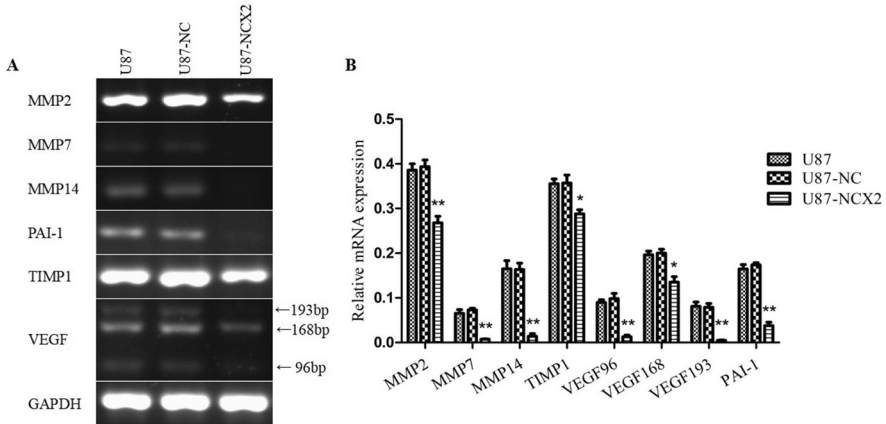 A
U87
U87-NC
U87-NCX2
MMP2
MMP7
MMP14
PAI-1
TIMP1
VEGF
←193bp
←168bp
← 96bp
GAPDH
B
Relative mRNA expression
0.4
0.3
0.2
0.1
0.0
**
**
**
*
**
*
**
**
MMP2
MMP7
MMP14
TIMP1
VEGF96
VEGF168
VEGF193
PAI-1
U87
U87-NC
U87-NCX2